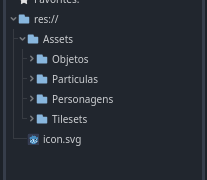 Favorites:
res://
Assets
Objetos
Particulas
Personagens
Tilesets
icon.svg